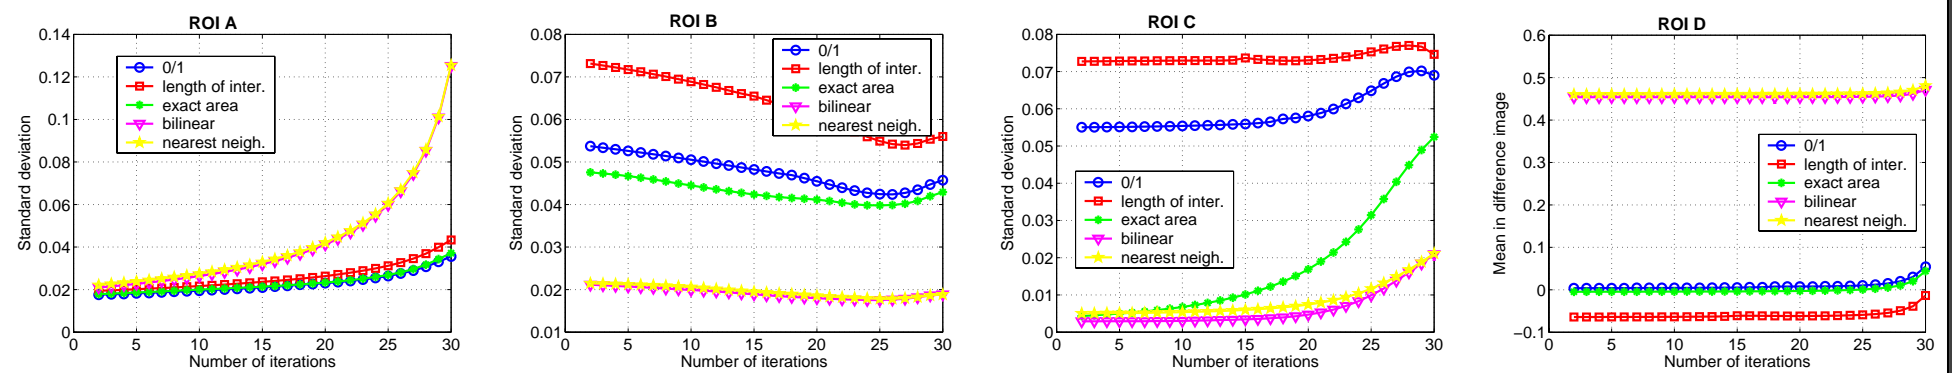 ROI A
0.14
0.12
0.1
0.08
0.06
0.04
0.02
0
Standard deviation
0/1
length of inter.
exact area
bilinear
nearest neigh.
0 5 10 15 20 25 30
Number of iterations
ROI B
0.08
0.07
0.06
0.05
0.04
0.03
0.02
0.01
Standard deviation
0/1
length of inter.
exact area
bilinear
nearest neigh.
0 5 10 15 20 25 30
Number of iterations
ROI C
0.08
0.07
0.06
0.05
0.04
0.03
0.02
0.01
0
Standard deviation
0/1
length of inter.
exact area
bilinear
nearest neigh.
0 5 10 15 20 25 30
Number of iterations
ROI D
0.6
0.5
0.4
0.3
0.2
0.1
0
−0.1
Mean in difference image
0/1
length of inter.
exact area
bilinear
nearest neigh.
0 5 10 15 20 25 30
Number of iterations